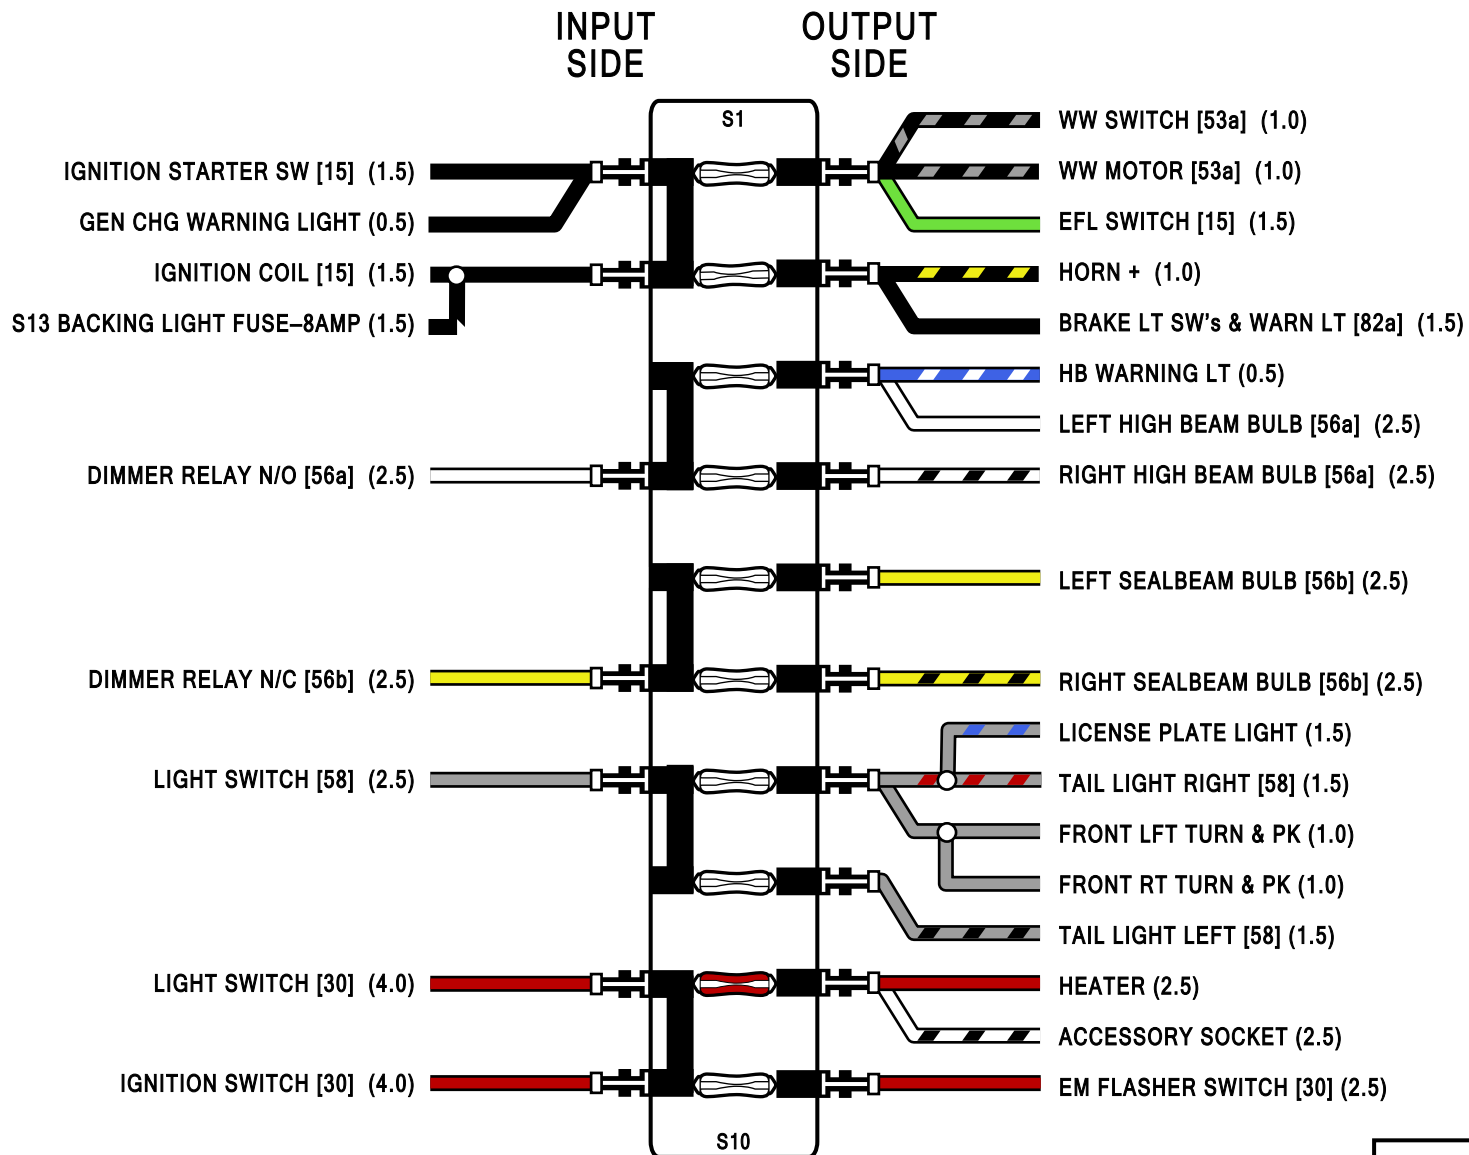 INPUT
SIDE
OUTPUT
SIDE
S1
IGNITION STARTER SW [15] (1.5)
GEN CHG WARNING LIGHT (0.5)
IGNITION COIL [15] (1.5)
S13 BACKING LIGHT FUSE–8AMP (1.5)
DIMMER RELAY N/O [56a] (2.5)
DIMMER RELAY N/C [56b] (2.5)
LIGHT SWITCH [58] (2.5)
LIGHT SWITCH [30] (4.0)
IGNITION SWITCH [30] (4.0)
WW SWITCH [53a] (1.0)
WW MOTOR [53a] (1.0)
EFL SWITCH [15] (1.5)
HORN + (1.0)
BRAKE LT SW's & WARN LT [82a] (1.5)
HB WARNING LT (0.5)
LEFT HIGH BEAM BULB [56a] (2.5)
RIGHT HIGH BEAM BULB [56a] (2.5)
LEFT SEALBEAM BULB [56b] (2.5)
RIGHT SEALBEAM BULB [56b] (2.5)
LICENSE PLATE LIGHT (1.5)
TAIL LIGHT RIGHT [58] (1.5)
FRONT LFT TURN & PK (1.0)
FRONT RT TURN & PK (1.0)
TAIL LIGHT LEFT [58] (1.5)
HEATER (2.5)
ACCESSORY SOCKET (2.5)
EM FLASHER SWITCH [30] (2.5)
S10